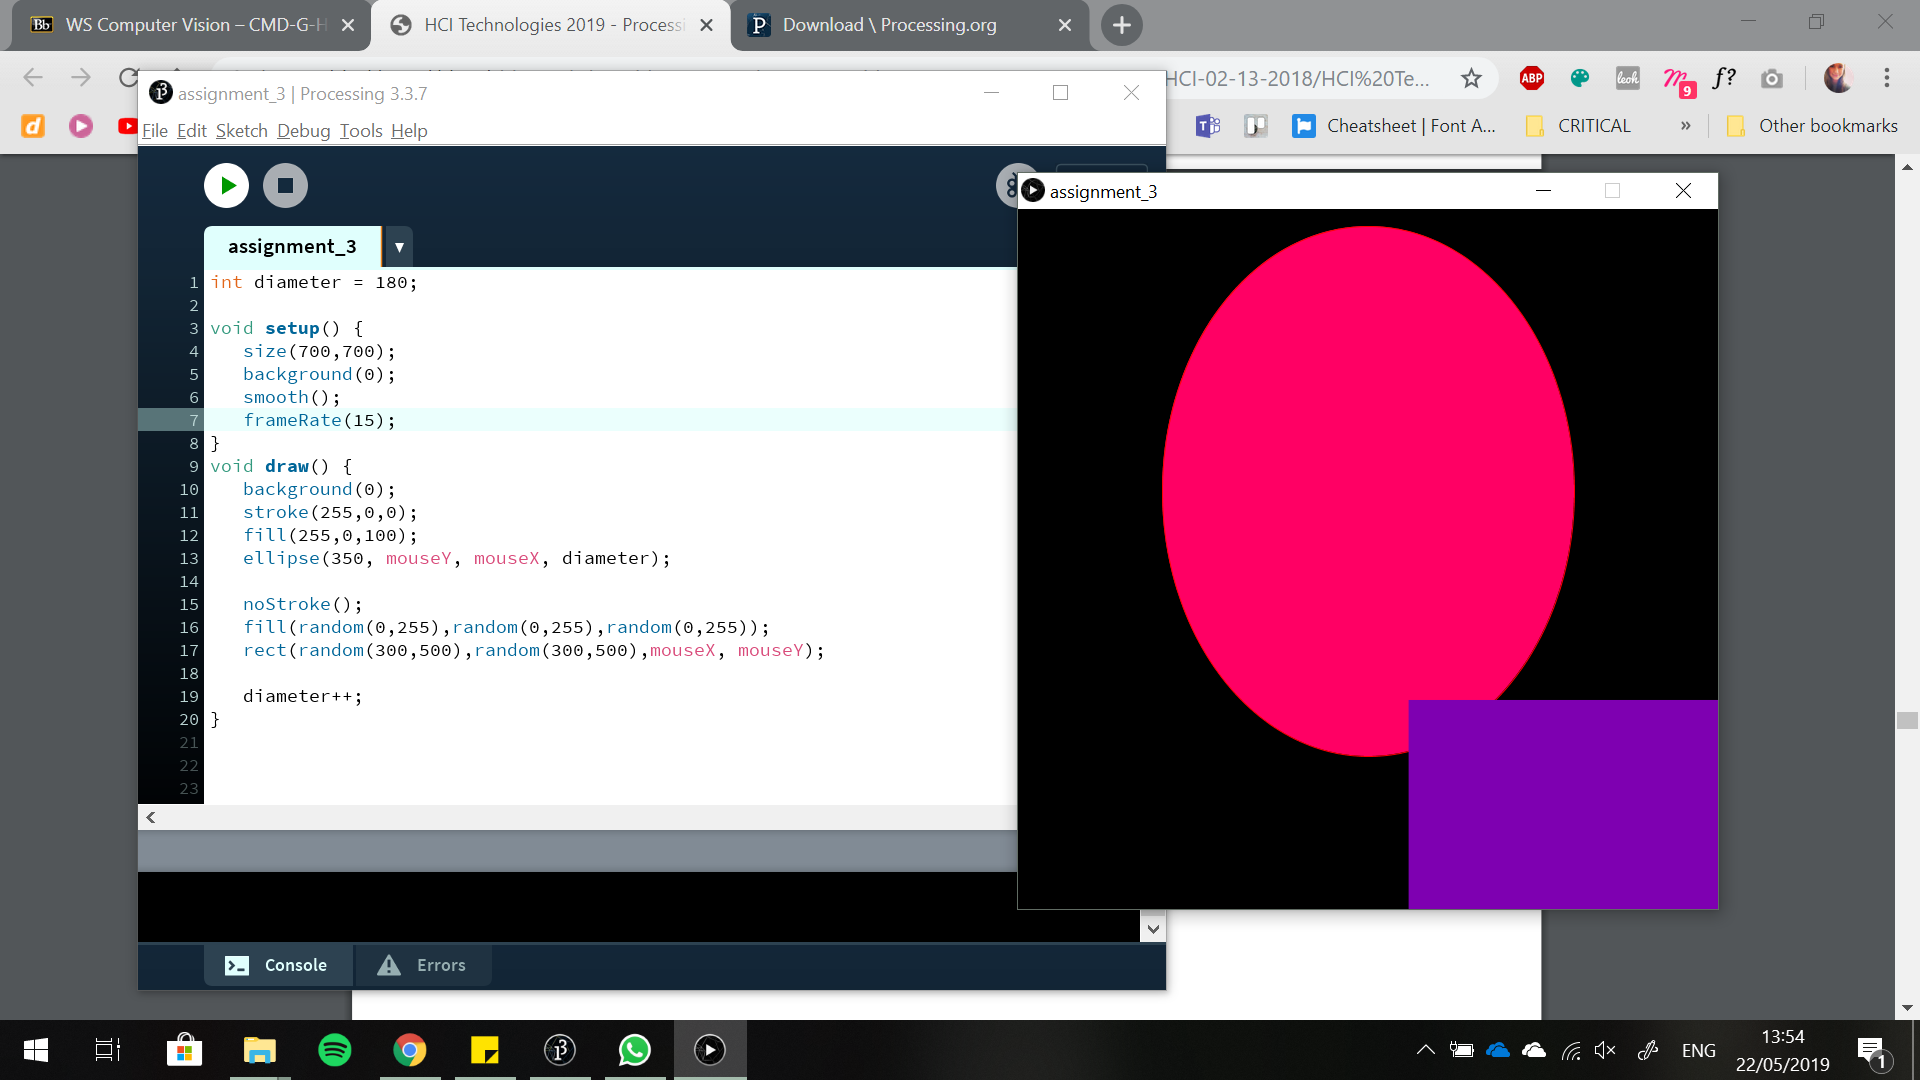 WS Computer Vision – CMD-G-H
HCI Technologies 2019 - Processi
Download \ Processing.org
HCI-02-13-2018/HCI%20Te...
ABP
leoh
9
f?
Cheatsheet | Font A...
CRITICAL
»
Other bookmarks
assignment_3 | Processing 3.3.7
File Edit Sketch Debug Tools Help
assignment_3
assignment_3
1 int diameter = 180;
2
3 void setup() {
4 size(700,700);
5 background(0);
6 smooth();
7 frameRate(15);
8 }
9 void draw() {
10 background(0);
11 stroke(255,0,0);
12 fill(255,0,100);
13 ellipse(350, mouseY, mouseX, diameter);
14
15 noStroke();
16 fill(random(0,255),random(0,255),random(0,255));
17 rect(random(300,500),random(300,500),mouseX, mouseY);
18
19 diameter++;
20 }
21
22
23
Console
Errors
ENG
13:54
22/05/2019
1